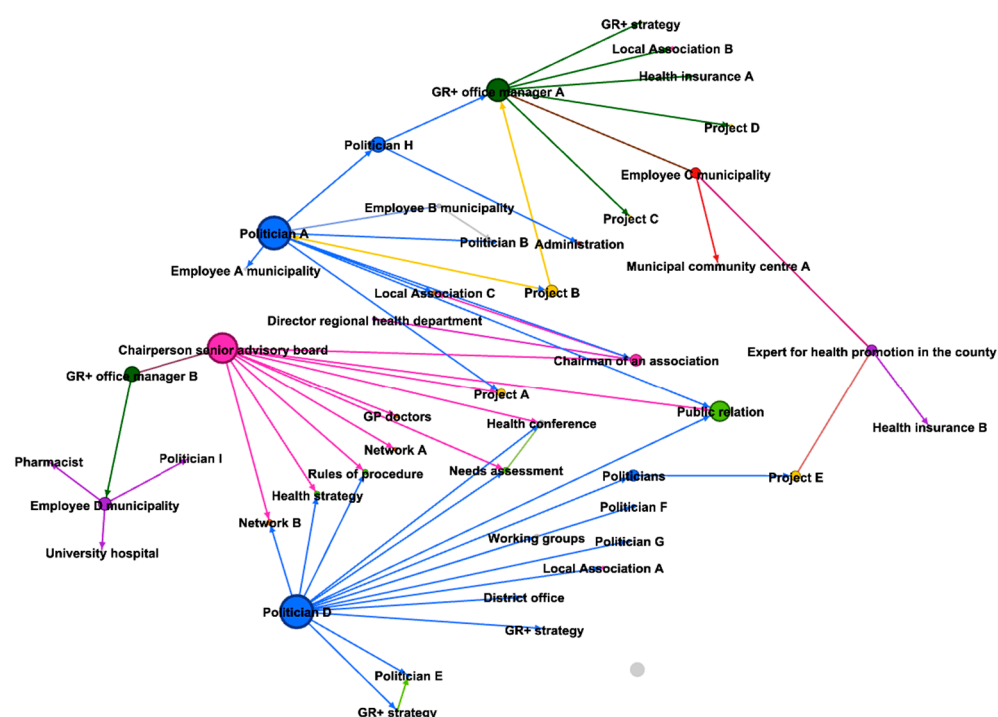 GR+ strategy
Local Association B
Health insurance A
GR+ office manager A
Project D
Politician H
Employee C municipality
Employee B municipality
Project C
Politician A
Politician B
Administration
Employee A municipality
Municipal community centre A
Local Association C
Project B
Director regional health department
Chairperson senior advisory board
Chairman of an association
Expert for health promotion in the county
GR+ office manager B
Project A
GP doctors
Health conference
Public relation
Health insurance B
Network A
Pharmacist
Politician I
Rules of procedure
Needs assessment
Politicians
Project E
Health strategy
Employee D municipality
Politician F
Network B
Working groups
Politician G
University hospital
Local Association A
District office
Politician D
GR+ strategy
Politician E
GR+ strategy